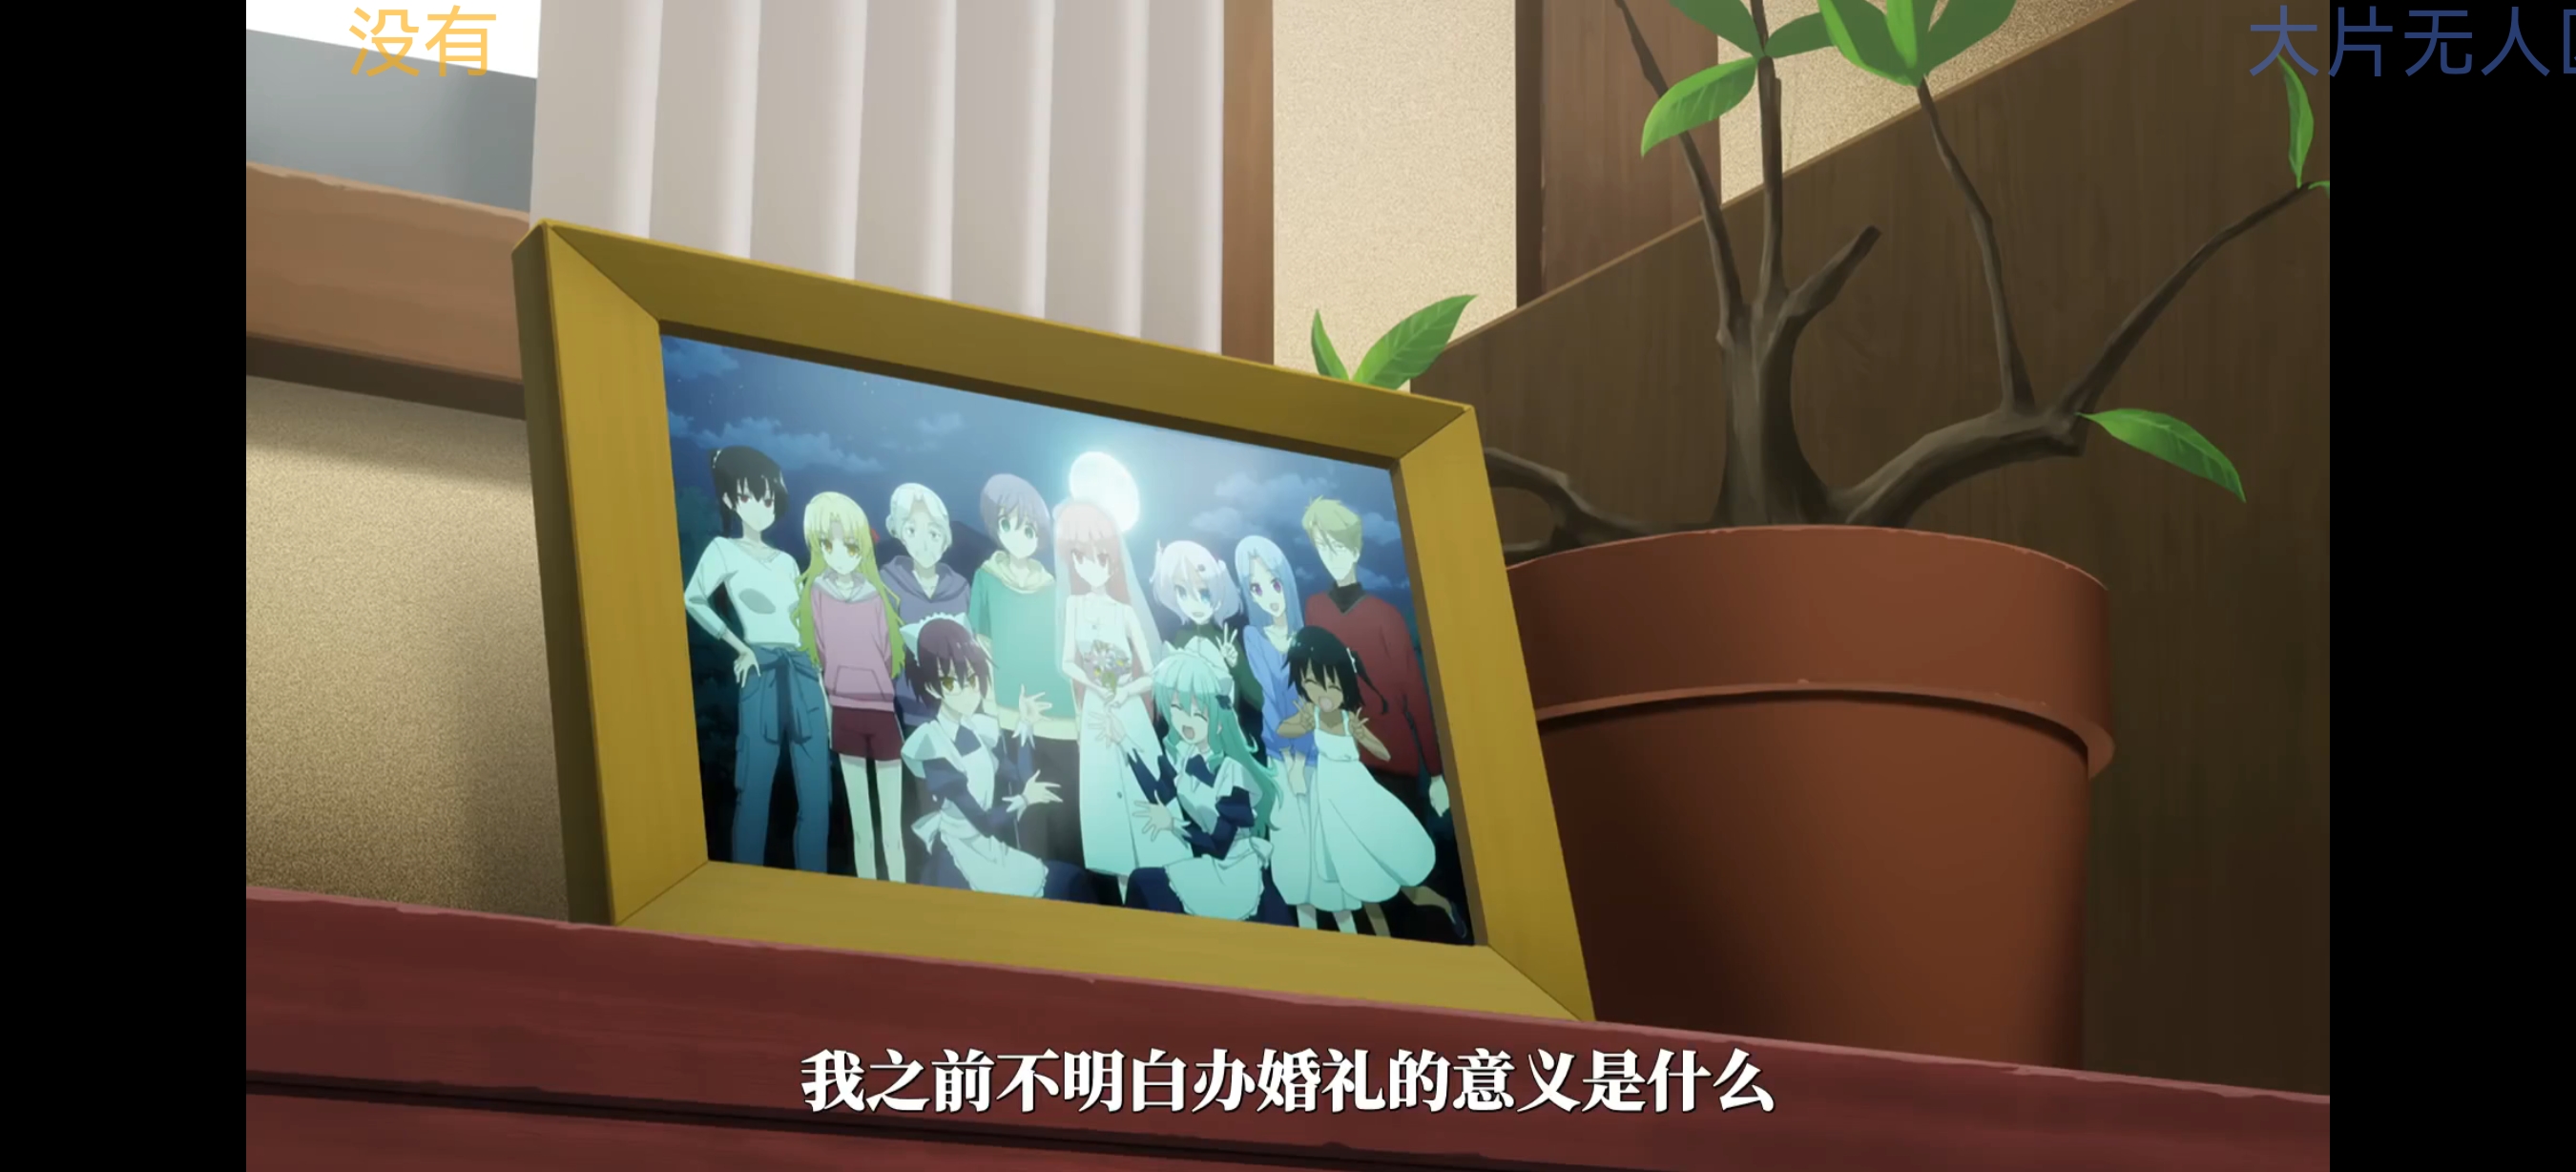 没有
大片无人区
我之前不明白办婚礼的意义是什么